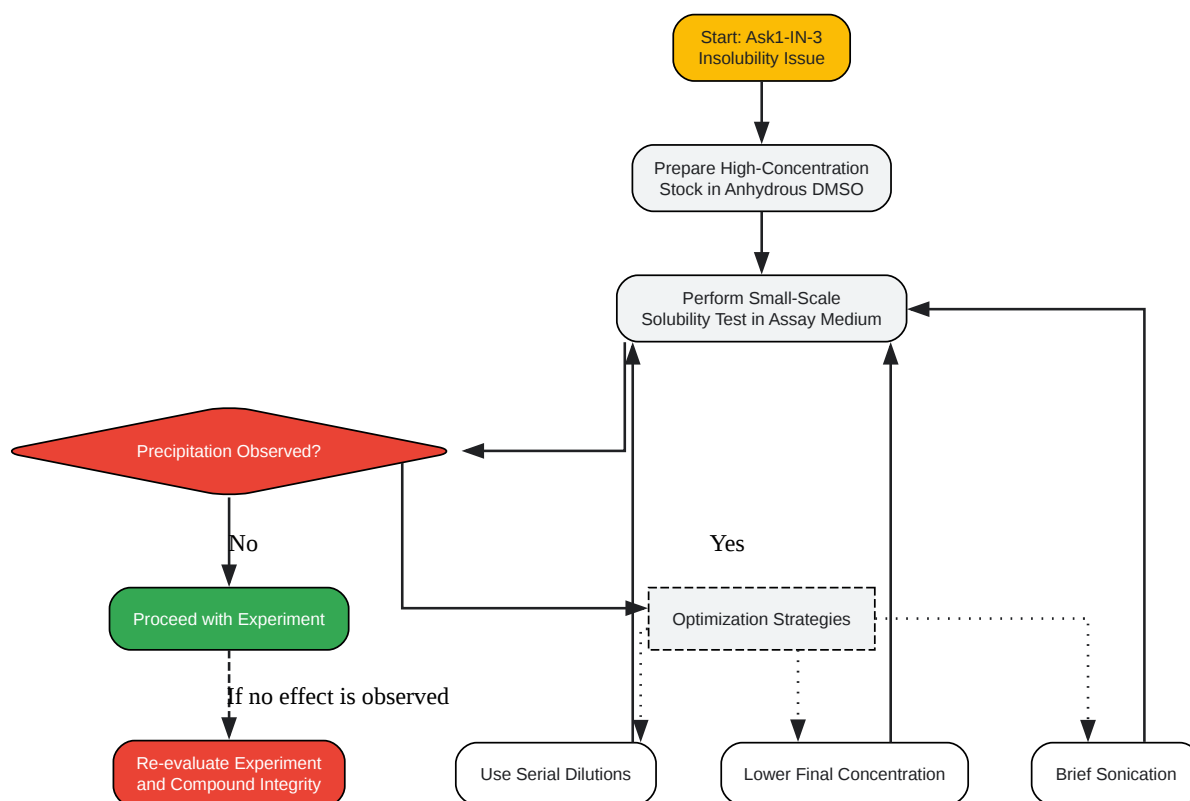 Start: Ask1-IN-3
Insolubility Issue
Prepare High-Concentration
Stock in Anhydrous DMSO
Perform Small-Scale
Solubility Test in Assay Medium
Precipitation Observed?
No
Yes
Proceed with Experiment
Optimization Strategies
If no effect is observed
Re-evaluate Experiment
and Compound Integrity
Use Serial Dilutions
Lower Final Concentration
Brief Sonication